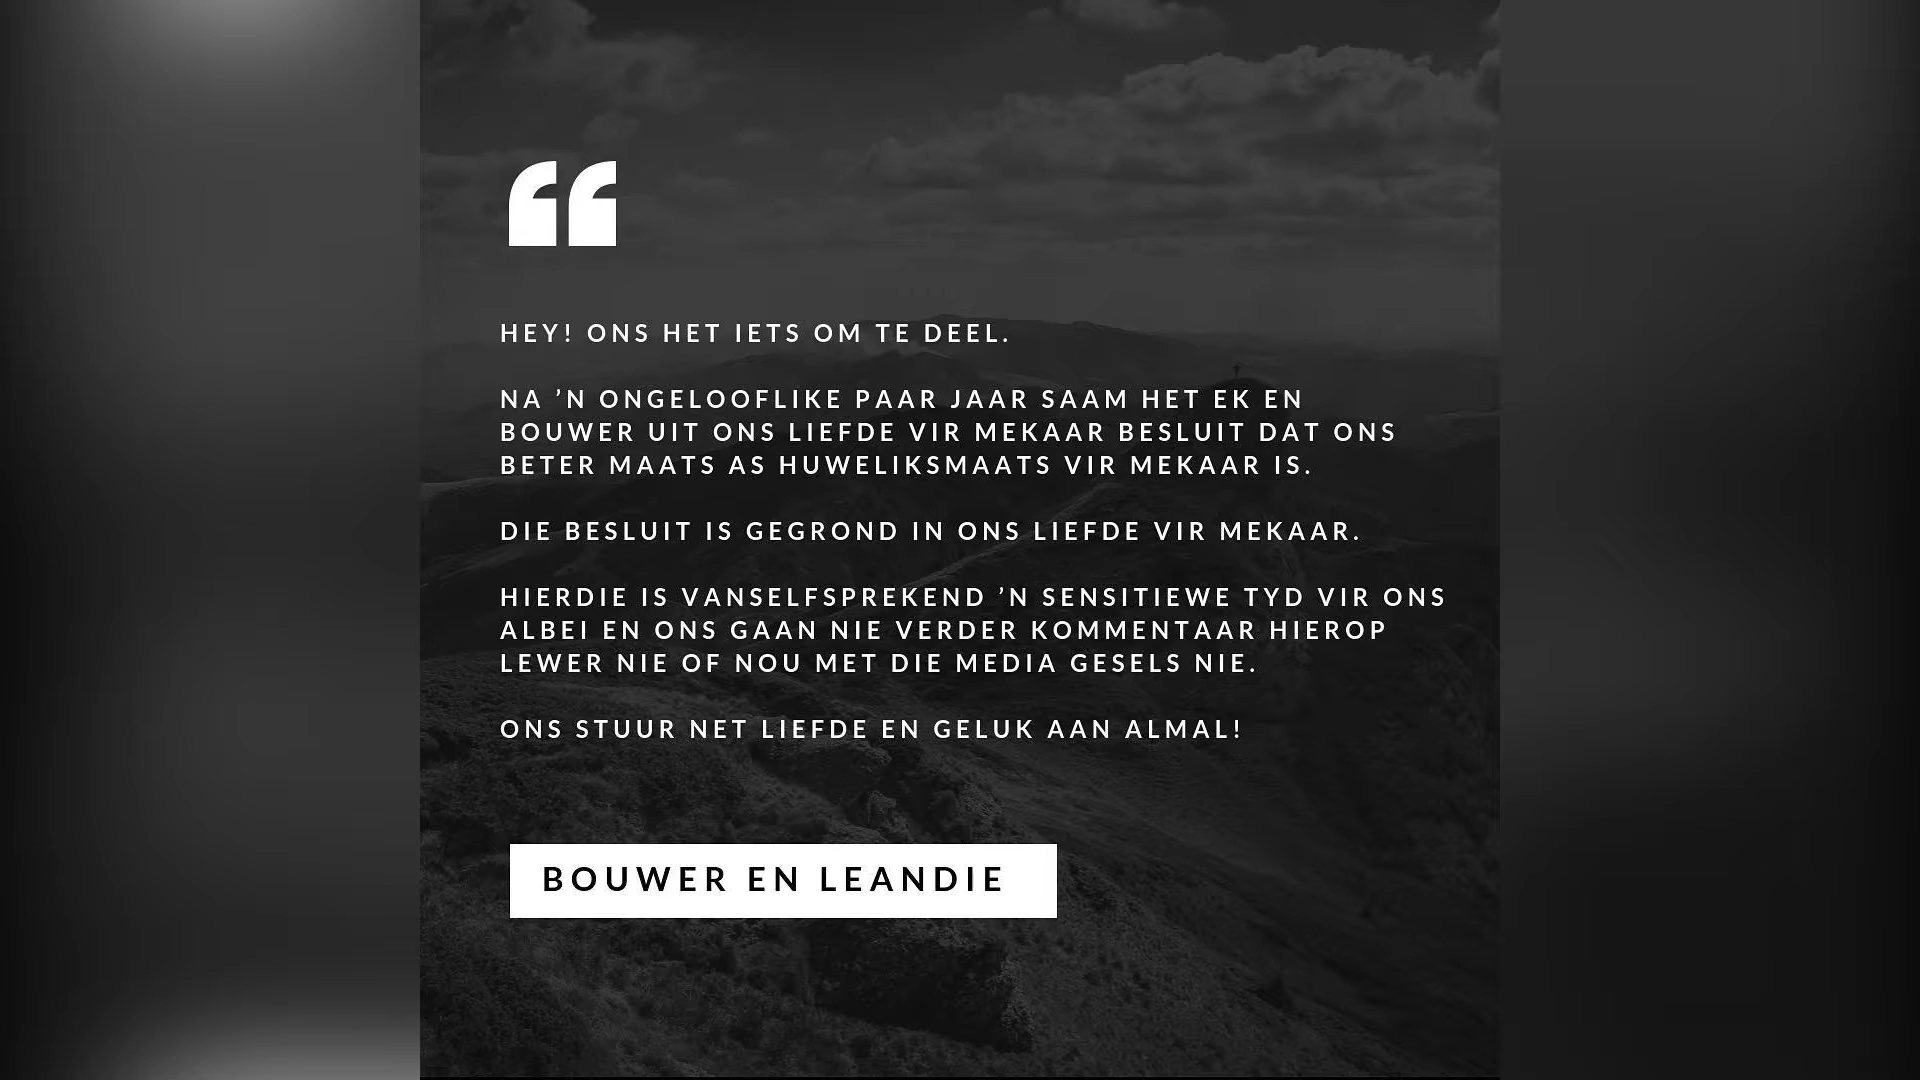 HEY! ONS HET IETS OM TE DEEL.
NA ’N ONGELOOFLIKE PAAR JAAR SAAM HET EK EN
BOUWER UIT ONS LIEFDE VIR MEKAAR BESLUIT DAT ONS
BETER MAATS AS HUWELIKSMAATS VIR MEKAAR IS.
DIE BESLUIT IS GEGROND IN ONS LIEFDE VIR MEKAAR.
HIERDIE IS VANSELFSPREKEND ’N SENSITIEWE TYD VIR ONS
ALBEI EN ONS GAAN NIE VERDER KOMMENTAAR HIEROP
LEWER NIE OF NOU MET DIE MEDIA GESELS NIE.
ONS STUUR NET LIEFDE EN GELUK AAN ALMAL!
BOUWER EN LEANDIE